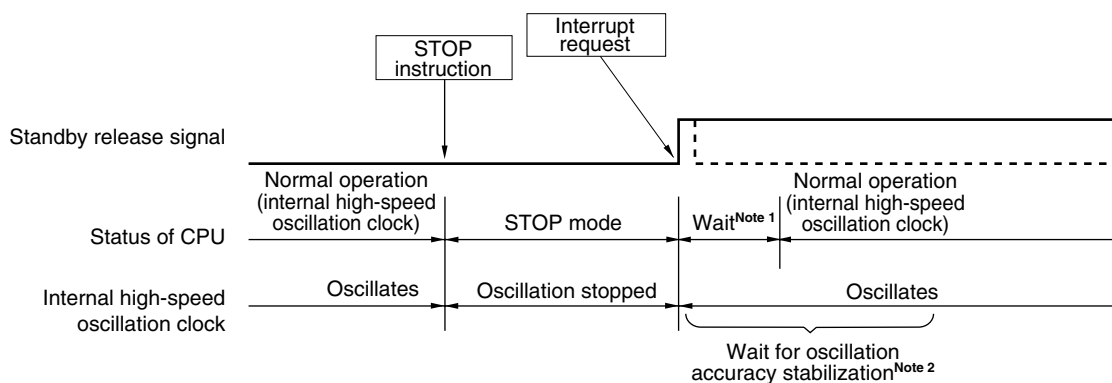 Interrupt
request
STOP
instruction
Standby release signal
Normal operation
(internal high-speed
oscillation clock)
Normal operation
(internal high-speed
oscillation clock)
Status of CPU
STOP mode
Wait Note 1
Internal high-speed
oscillation clock
Oscillates
Oscillation stopped
Oscillates
Wait for oscillation
accuracy stabilization Note 2